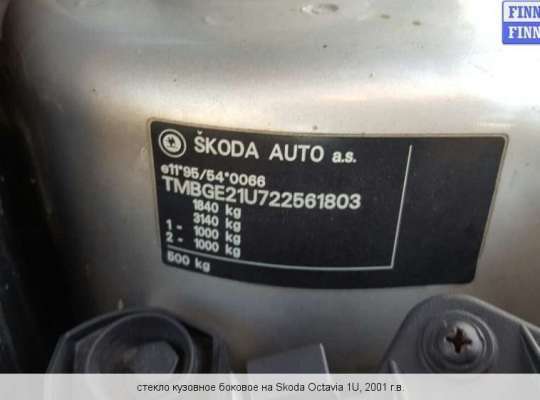 FINN
FINN
ŠKODA AUTO a.s.
e11*95/54*0066
TMBGE21U722561803
1840 kg
3140 kg
1 - 1000 kg
2 - 1000 kg
500 kg
стекло кузовное боковое на Skoda Octavia 1U, 2001 г.в.